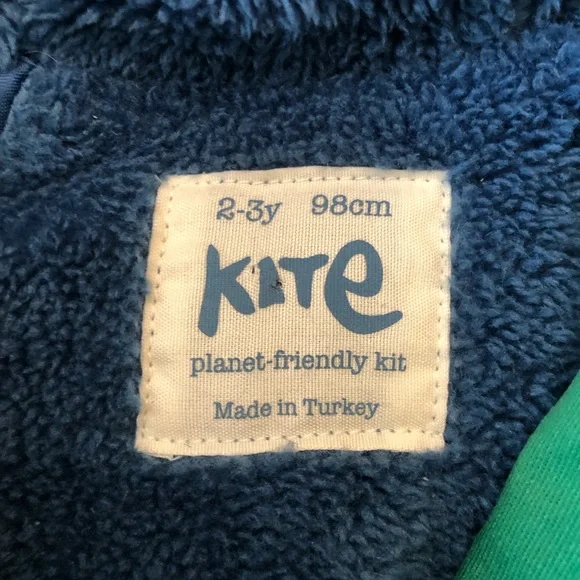 2-3y 98cm
KITe
planet-friendly kit
Made in Turkey